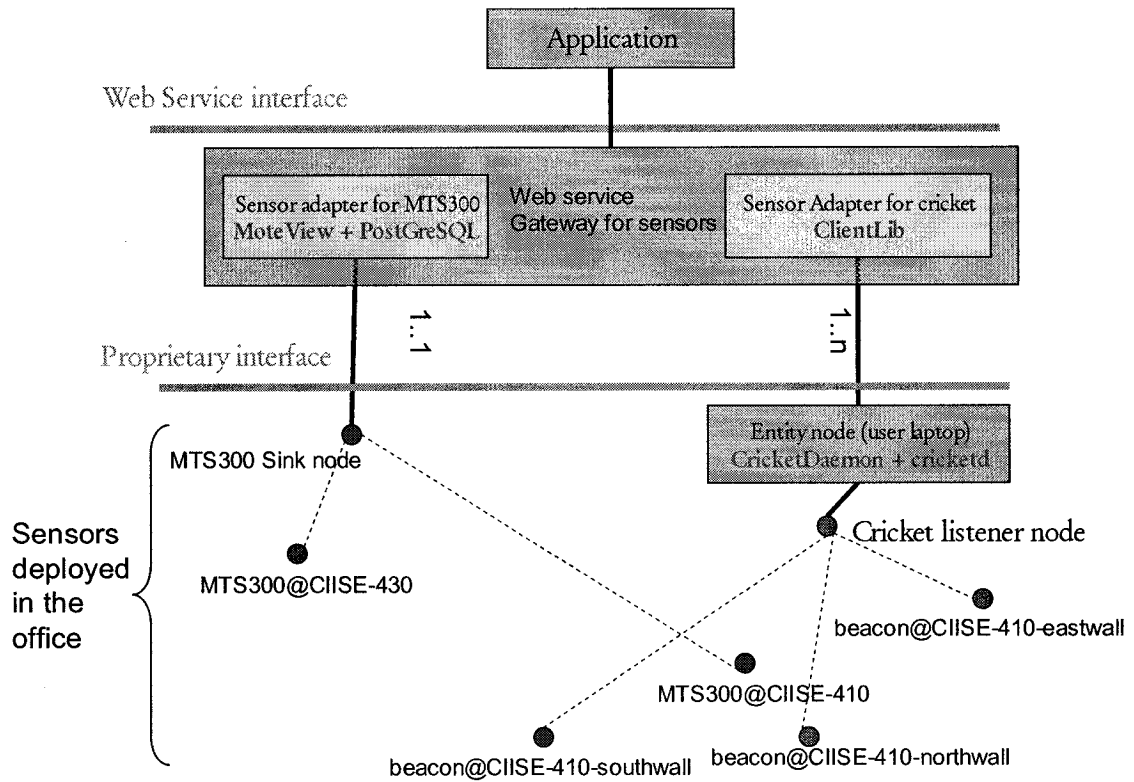 Application
Web Service interface
Sensor adapter for MTS300
MoteView + PostGreSQL
Web service
Gateway for sensors
Sensor Adapter for cricket
ClientLib
1..1
1..n
Proprietary interface
Entity node (user laptop)
CricketDaemon + cricketd
MTS300 Sink node
Cricket listener node
Sensors
deployed
in the
office
MTS300@CIISE-430
beacon@CIISE-410-eastwall
MTS300@CIISE-410
beacon@CIISE-410-southwall
beacon@CIISE-410-northwall